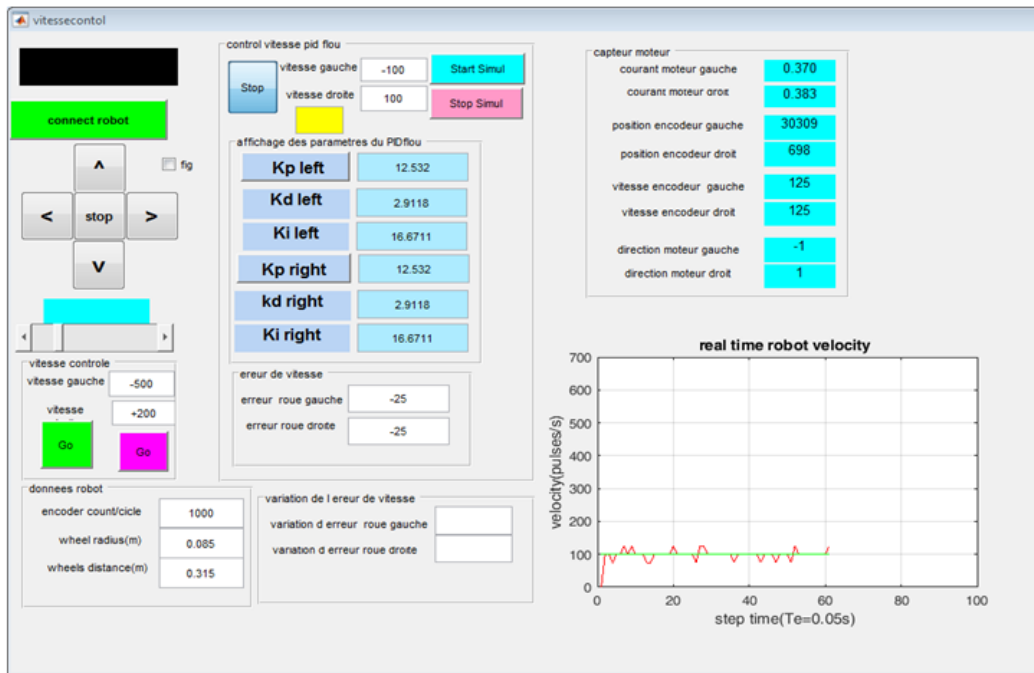 vitessecontol
connect robot
^
fig
<
stop
>
v
vitesse controle
vitesse gauche
-500
vitesse
+200
Go
Go
donnees robot
encoder count/cicle
1000
wheel radius(m)
0.085
wheels distance(m)
0.315
control vitesse pid flou
Stop
vitesse gauche
-100
Start Simul
vitesse droite
100
Stop Simul
affichage des parametres du PIDflou
Kp left
12.532
Kd left
2.9118
Ki left
16.6711
Kp right
12.532
kd right
2.9118
Ki right
16.6711
ereur de vitesse
erreur roue gauche
-25
erreur roue droite
-25
variation de l ereur de vitesse
variation d erreur roue gauche
variation d erreur roue droite
capteur moteur
courant moteur gauche
0.370
courant moteur droit
0.383
position encodeur gauche
30309
position encodeur droit
698
vitesse encodeur gauche
125
vitesse encodeur droit
125
direction moteur gauche
-1
direction moteur droit
1
real time robot velocity
velocity(pulses/s)
700
600
500
400
300
200
100
0
0
20
40
60
80
100
step time(Te=0.05s)